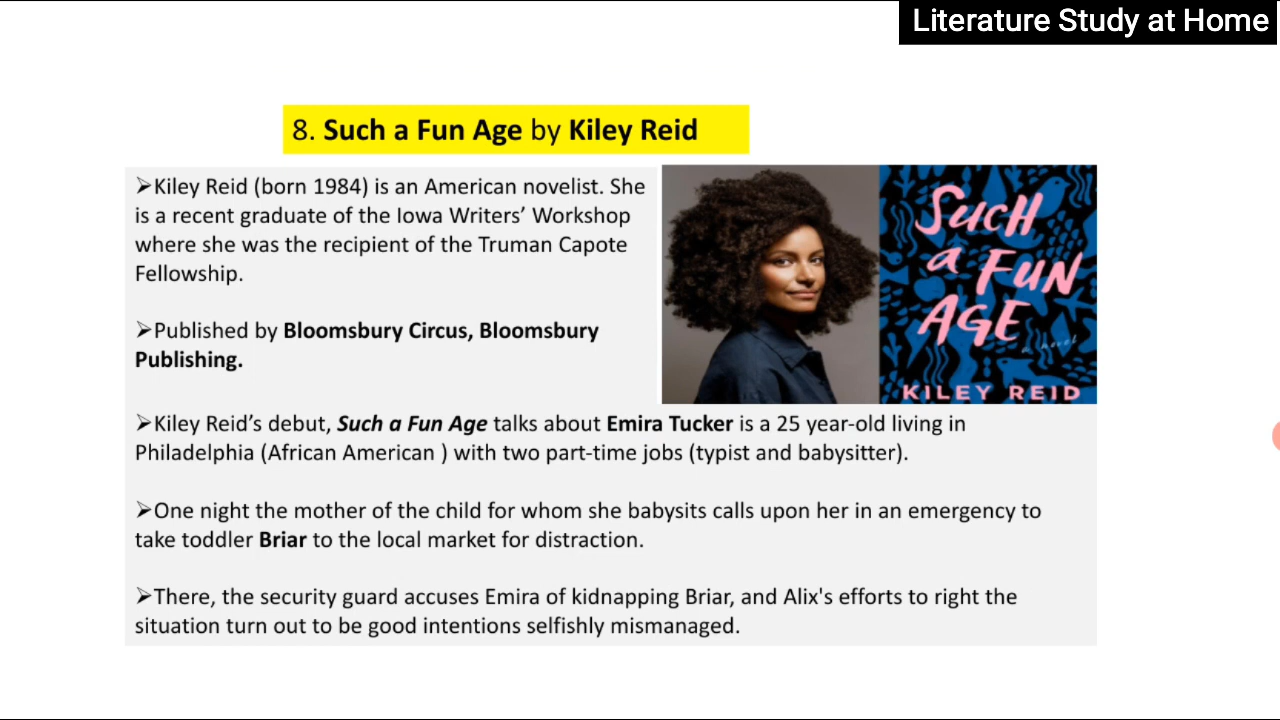 Literature Study at Home
8. Such a Fun Age by Kiley Reid
➢Kiley Reid (born 1984) is an American novelist. She
is a recent graduate of the Iowa Writers’ Workshop
where she was the recipient of the Truman Capote
Fellowship.
➢Published by Bloomsbury Circus, Bloomsbury
Publishing.
SUCH
a FUN
AGE
a novel
KILEY REID
➢Kiley Reid’s debut, Such a Fun Age talks about Emira Tucker is a 25 year-old living in
Philadelphia (African American ) with two part-time jobs (typist and babysitter).
➢One night the mother of the child for whom she babysits calls upon her in an emergency to
take toddler Briar to the local market for distraction.
➢There, the security guard accuses Emira of kidnapping Briar, and Alix's efforts to right the
situation turn out to be good intentions selfishly mismanaged.